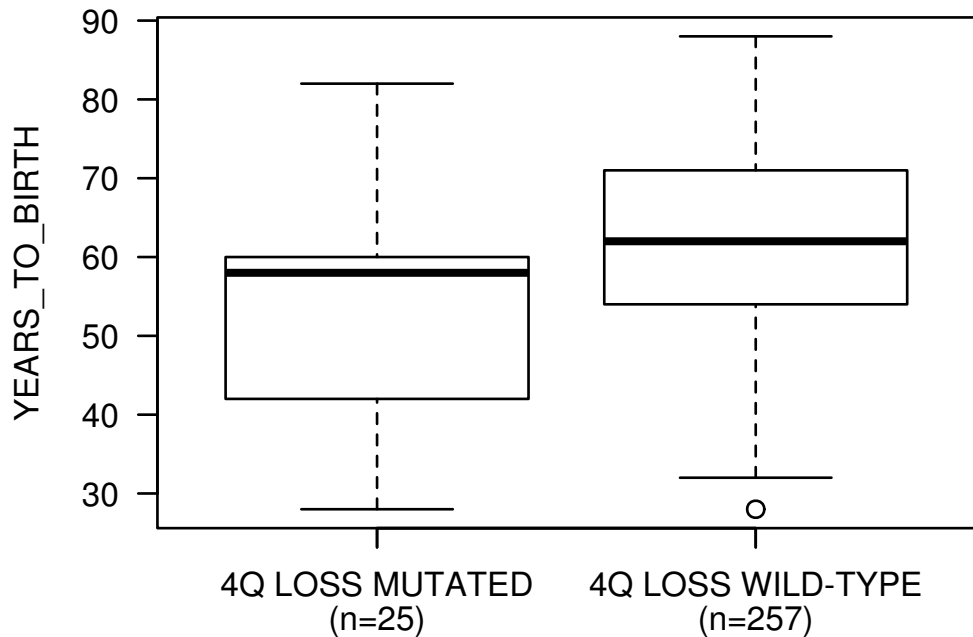 YEARS_TO_BIRTH
90
80
70
60
50
40
30
4Q LOSS MUTATED
(n=25)
4Q LOSS WILD-TYPE
(n=257)